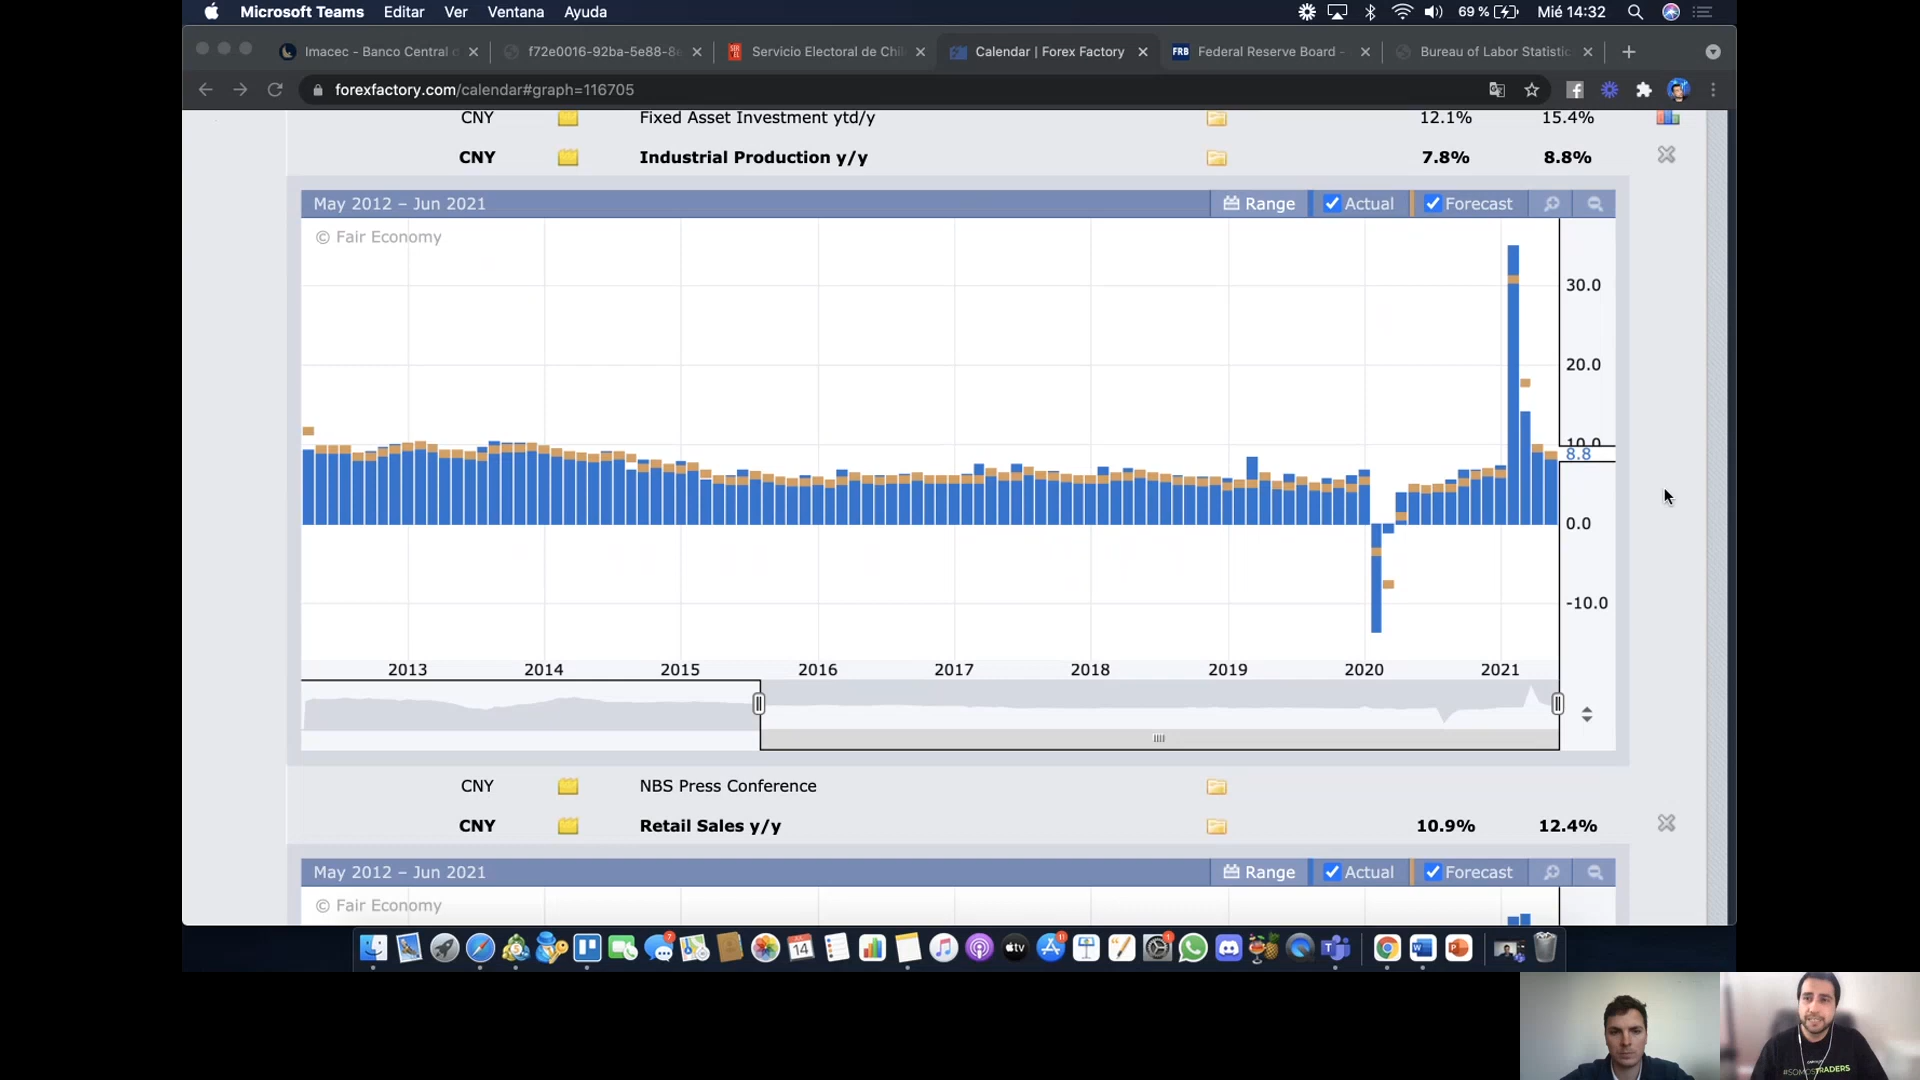 Microsoft Teams Editar Ver Ventana Ayuda 69 % Mié 14:32
Imacec - Banco Central d f72e0016-92ba-5e88-8e Servicio Electoral de Chil Calendar | Forex Factory FRB Federal Reserve Board - Bureau of Labor Statistic
forexfactory.com/calendar#graph=116705
CNY Fixed Asset Investment ytd/y 12.1% 15.4%
CNY Industrial Production y/y 7.8% 8.8%
May 2012 – Jun 2021 Range Actual Forecast
© Fair Economy
30.0
20.0
10.0
8.8
0.0
-10.0
2013 2014 2015 2016 2017 2018 2019 2020 2021
CNY NBS Press Conference
CNY Retail Sales y/y 10.9% 12.4%
May 2012 – Jun 2021 Range Actual Forecast
© Fair Economy
14
tv
#SOMOSTRADERS